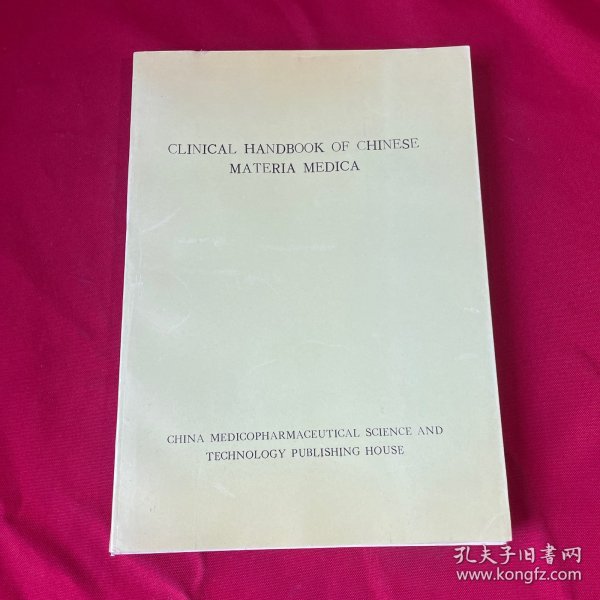 CLINICAL HANDBOOK OF CHINESE
MATERIA MEDICA
CHINA MEDICOPHARMACEUTICAL SCIENCE AND
TECHNOLOGY PUBLISHING HOUSE
孔夫子旧書网
www.kongfz.com